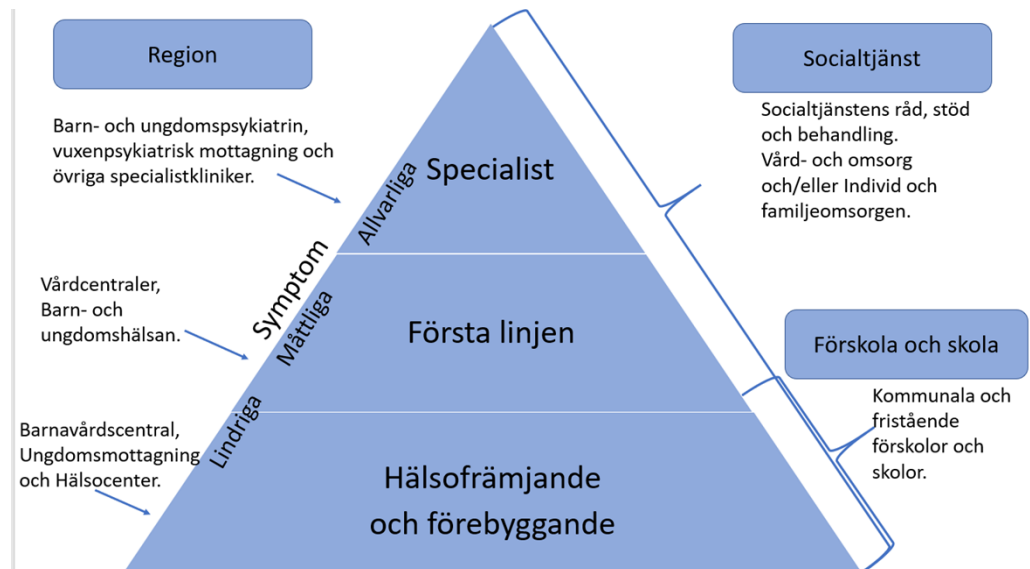 Region
Barn- och ungdomspsykiatrin,
vuxenpsykiatrisk mottagning och
övriga specialistkliniker.
Vårdcentraler,
Barn- och
ungdomshälsan.
Barnavårdscentral,
Ungdomsmottagning
och Hälsocenter.
Symptom
Allvarliga
Måttliga
Lindriga
Specialist
Första linjen
Hälsofrämjande
och förebyggande
Socialtjänst
Socialtjänstens råd, stöd
och behandling.
Vård- och omsorg
och/eller Individ och
familjeomsorgen.
Förskola och skola
Kommunala och
fristående
förskolor och
skolor.